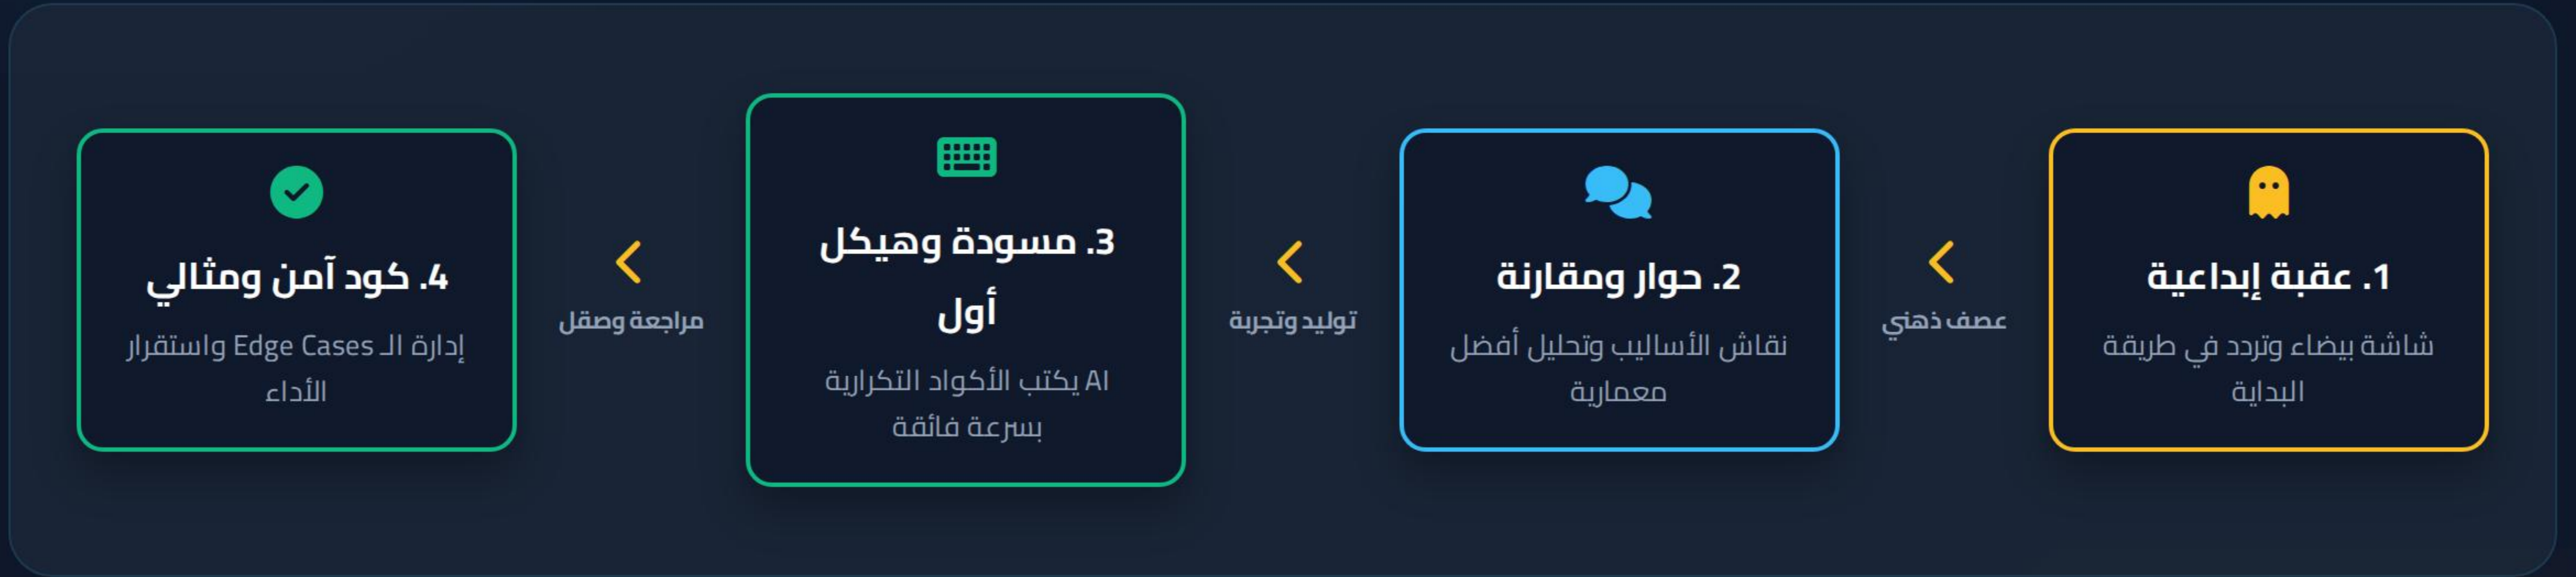 1. عقبة إبداعية
شاشة بيضاء وتردد في طريقة
البداية
عصف ذهني
2. حوار ومقارنة
نقاش الأساليب وتحليل أفضل
معمارية
توليد وتجربة
3. مسودة وهيكل
أول
AI يكتب الأكواد التكرارية
بسرعة فائقة
مراجعة وصقل
4. كود آمن ومثالي
إدارة الـ Edge Cases واستقرار
الأداء